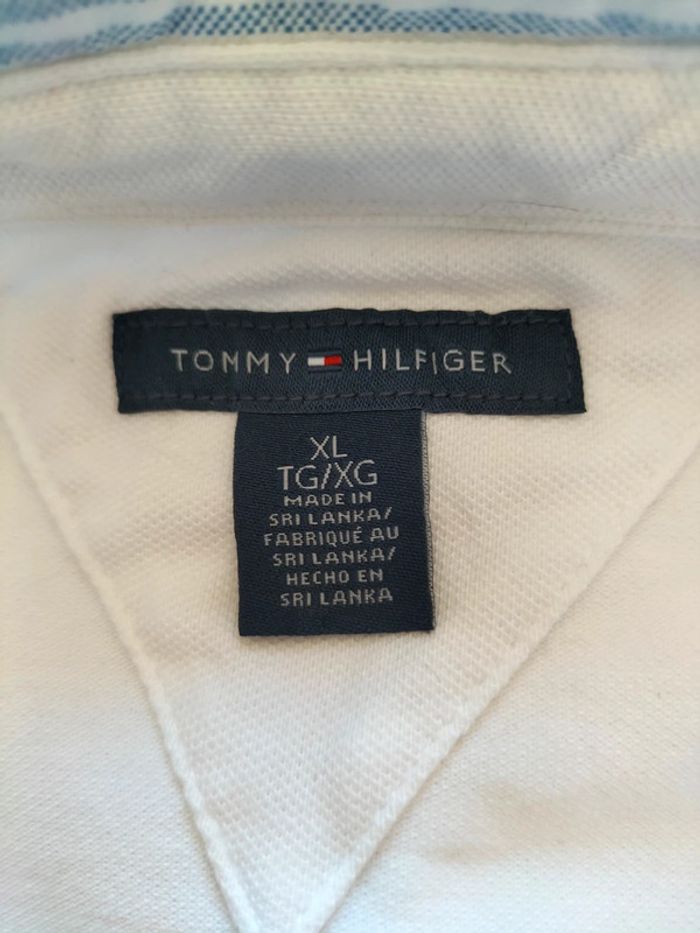 TOMMY HILFIGER
XL
TG/XG
MADE IN
SRI LANKA/
FABRIQUÉ AU
SRI LANKA/
HECHO EN
SRI LANKA